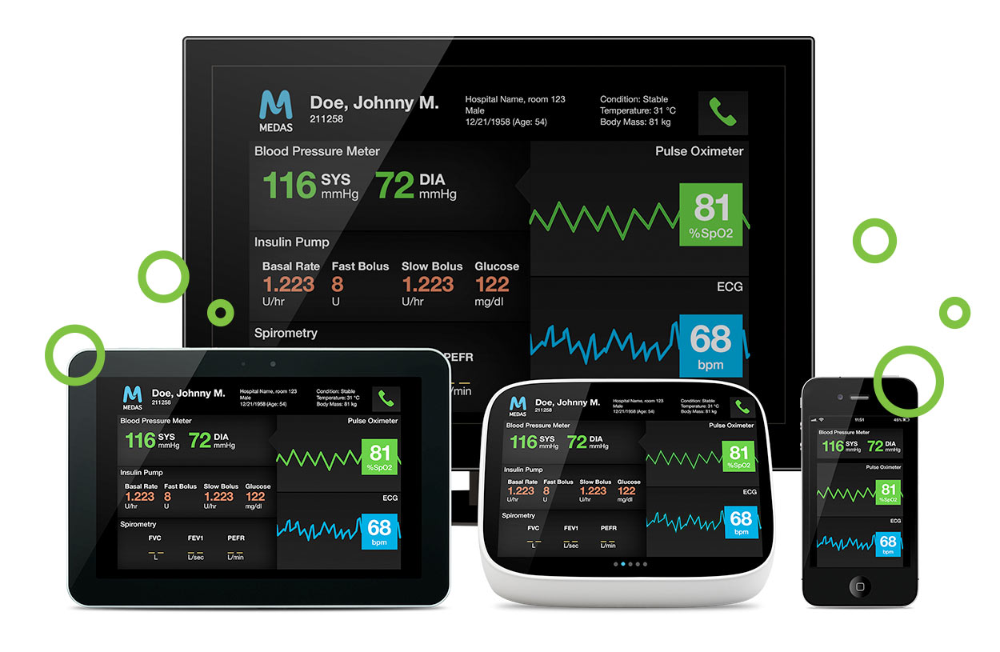 MEDAS
Doe, Johnny M.
211258
Hospital Name, room 123
Male
12/21/1958 (Age: 54)
Condition: Stable
Temperature: 31 °C
Body Mass: 81 kg
Blood Pressure Meter
116 SYS mmHg 72 DIA mmHg
Pulse Oximeter
81
%SpO2
Insulin Pump
Basal Rate Fast Bolus Slow Bolus Glucose
1.223 8 1.223 122
U/hr U U/hr mg/dl
ECG
68
bpm
Spirometry
PEFR
/min
MEDAS
Doe, Johnny M.
211258
Hospital Name, room 123
Male
12/21/1958 (Age: 54)
Condition: Stable
Temperature: 31 °C
Body Mass: 81 kg
Blood Pressure Meter
116 SYS mmHg 72 DIA mmHg
Pulse Oximeter
81
%SpO2
Insulin Pump
Basal Rate Fast Bolus Slow Bolus Glucose
1.223 8 1.223 122
U/hr U U/hr mg/dl
ECG
68
bpm
Spirometry
FVC FEV1 PEFR
-- -- --
L L/sec L/min
MEDAS
Doe, Johnny M.
211258
Hospital Name, room 123
Male
12/21/1958 (Age: 54)
Condition: Stable
Temperature: 31 °C
Body Mass: 81 kg
Blood Pressure Meter
116 SYS mmHg 72 DIA mmHg
Pulse Oximeter
81
%SpO2
Insulin Pump
Basal Rate Fast Bolus Slow Bolus Glucose
1.223 8 1.223 122
U/hr U U/hr mg/dl
ECG
68
bpm
Spirometry
FVC FEV1 PEFR
-- -- --
L L/sec L/min
11:51 45%
Blood Pressure Meter
116 SYS mmHg 72 DIA mmHg
Pulse Oximeter
81
%SpO2
ECG
68
bpm